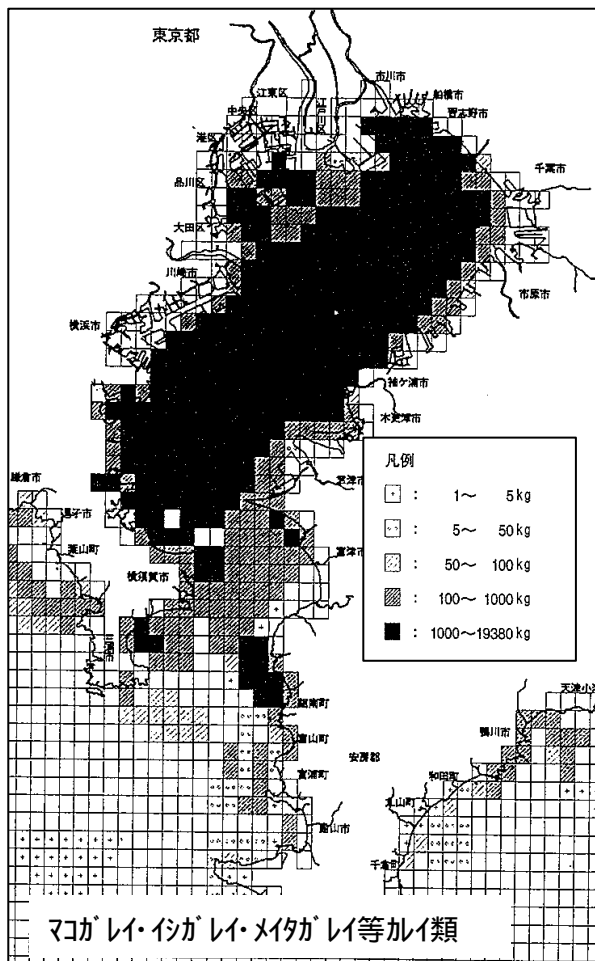 東京都
市川市
船橋市
江東区
習志野市
中央区
江戸川区
港区
千葉市
品川区
大田区
川崎市
市原市
横浜市
袖ケ浦市
木更津市
君津市
鎌倉市
逗子市
葉山町
富津市
横須賀市
三浦市
鋸南町
天津小湊
鴨川市
富山町
安房郡
和田町
富浦町
丸山町
館山市
千倉町
凡例
: 1～ 5kg
: 5～ 50kg
: 50～ 100kg
: 100～1000kg
: 1000～19380kg
マコガレイ・イシガレイ・メイタガレイ等カレイ類